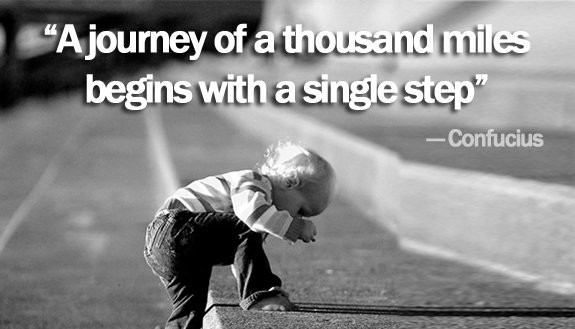 “A journey of a thousand miles
begins with a single step”
— Confucius